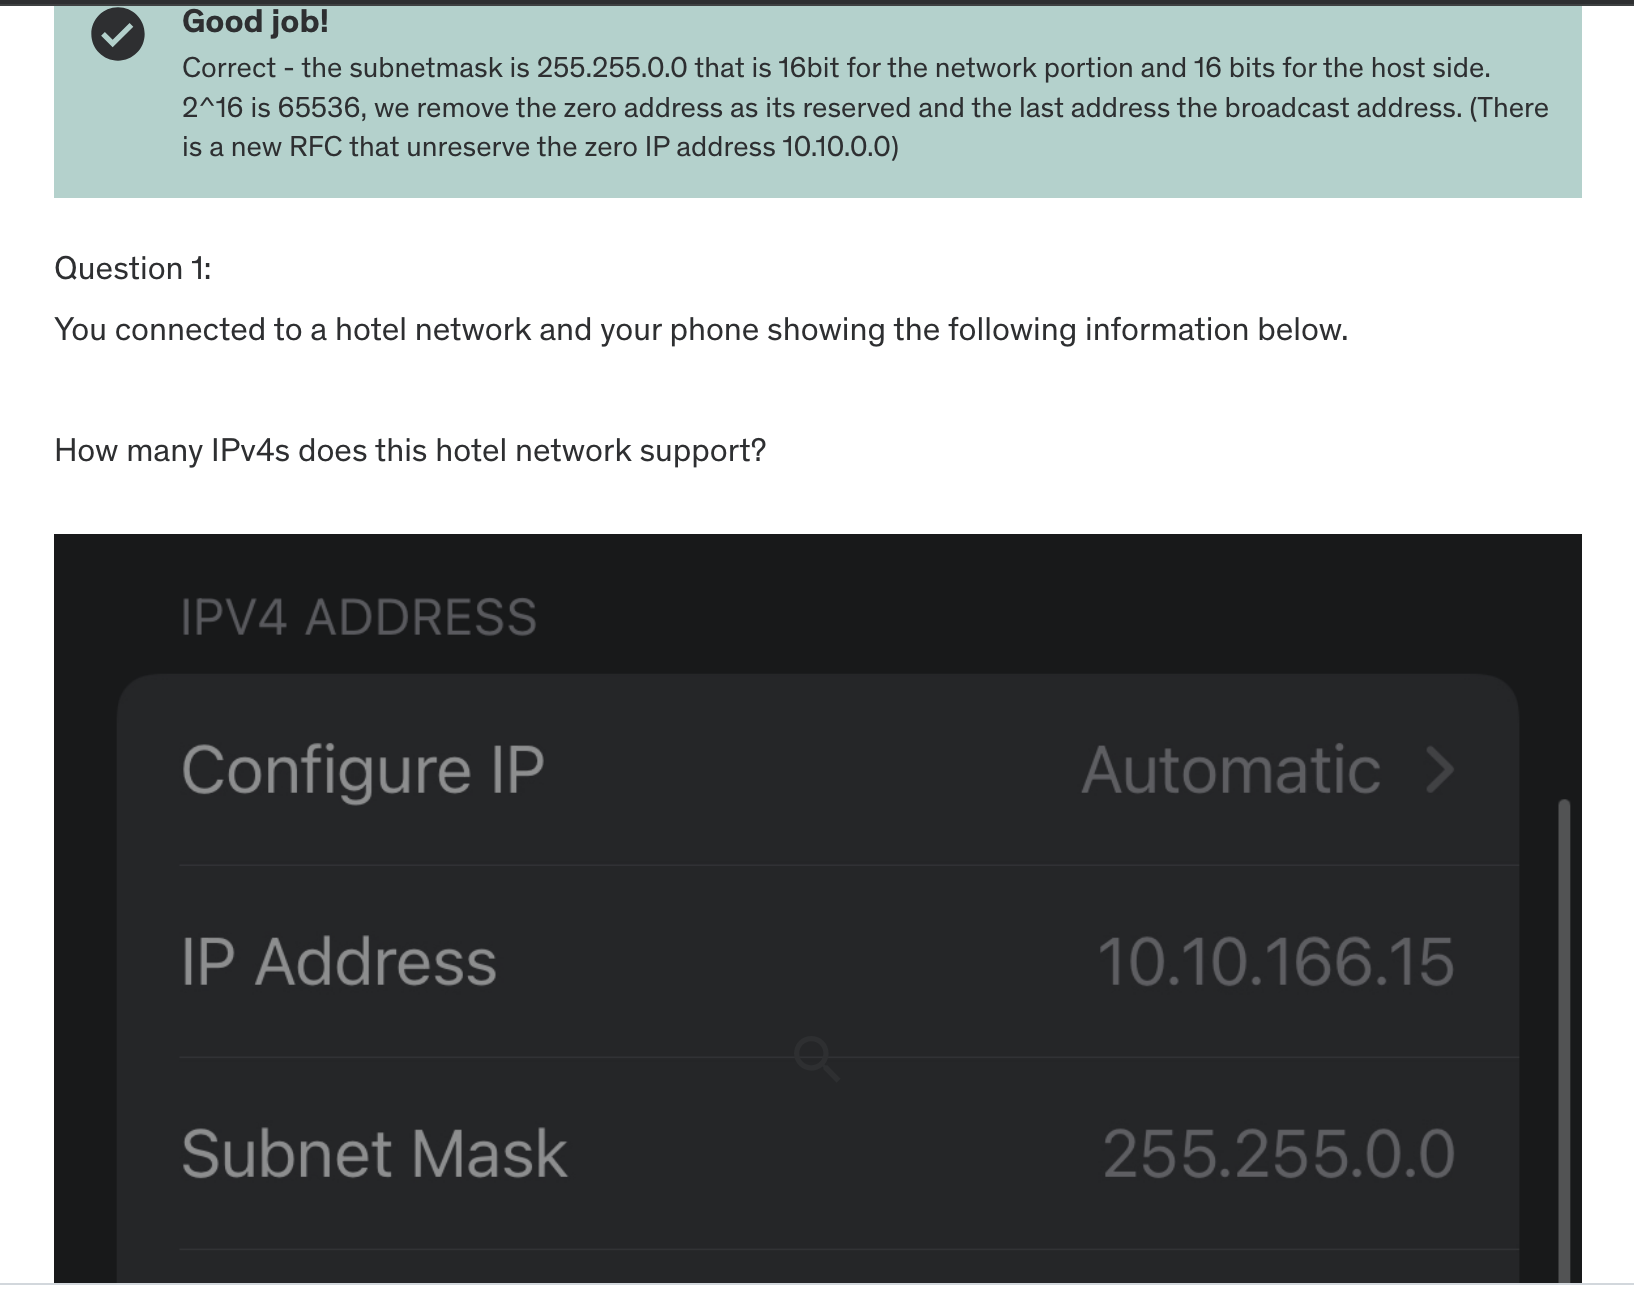 Good job!
Correct - the subnetmask is 255.255.0.0 that is 16bit for the network portion and 16 bits for the host side.
2^16 is 65536, we remove the zero address as its reserved and the last address the broadcast address. (There
is a new RFC that unreserve the zero IP address 10.10.0.0)
Question 1:
You connected to a hotel network and your phone showing the following information below.
How many IPv4s does this hotel network support?
IPV4 ADDRESS
Configure IP Automatic
IP Address 10.10.166.15
Subnet Mask 255.255.0.0